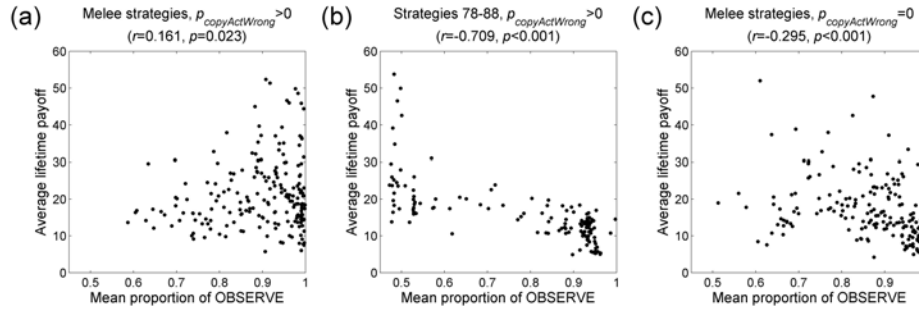 (a)
Melee strategies, p_copyActWrong>0
(r=0.161, p=0.023)
Average lifetime payoff
60
50
40
30
20
10
0
0.5 0.6 0.7 0.8 0.9 1
Mean proportion of OBSERVE
(b)
Strategies 78-88, p_copyActWrong>0
(r=-0.709, p<0.001)
Average lifetime payoff
60
50
40
30
20
10
0
0.5 0.6 0.7 0.8 0.9 1
Mean proportion of OBSERVE
(c)
Melee strategies, p_copyActWrong=0
(r=-0.295, p<0.001)
Average lifetime payoff
60
50
40
30
20
10
0
0.5 0.6 0.7 0.8 0.9
Mean proportion of OBSERVE